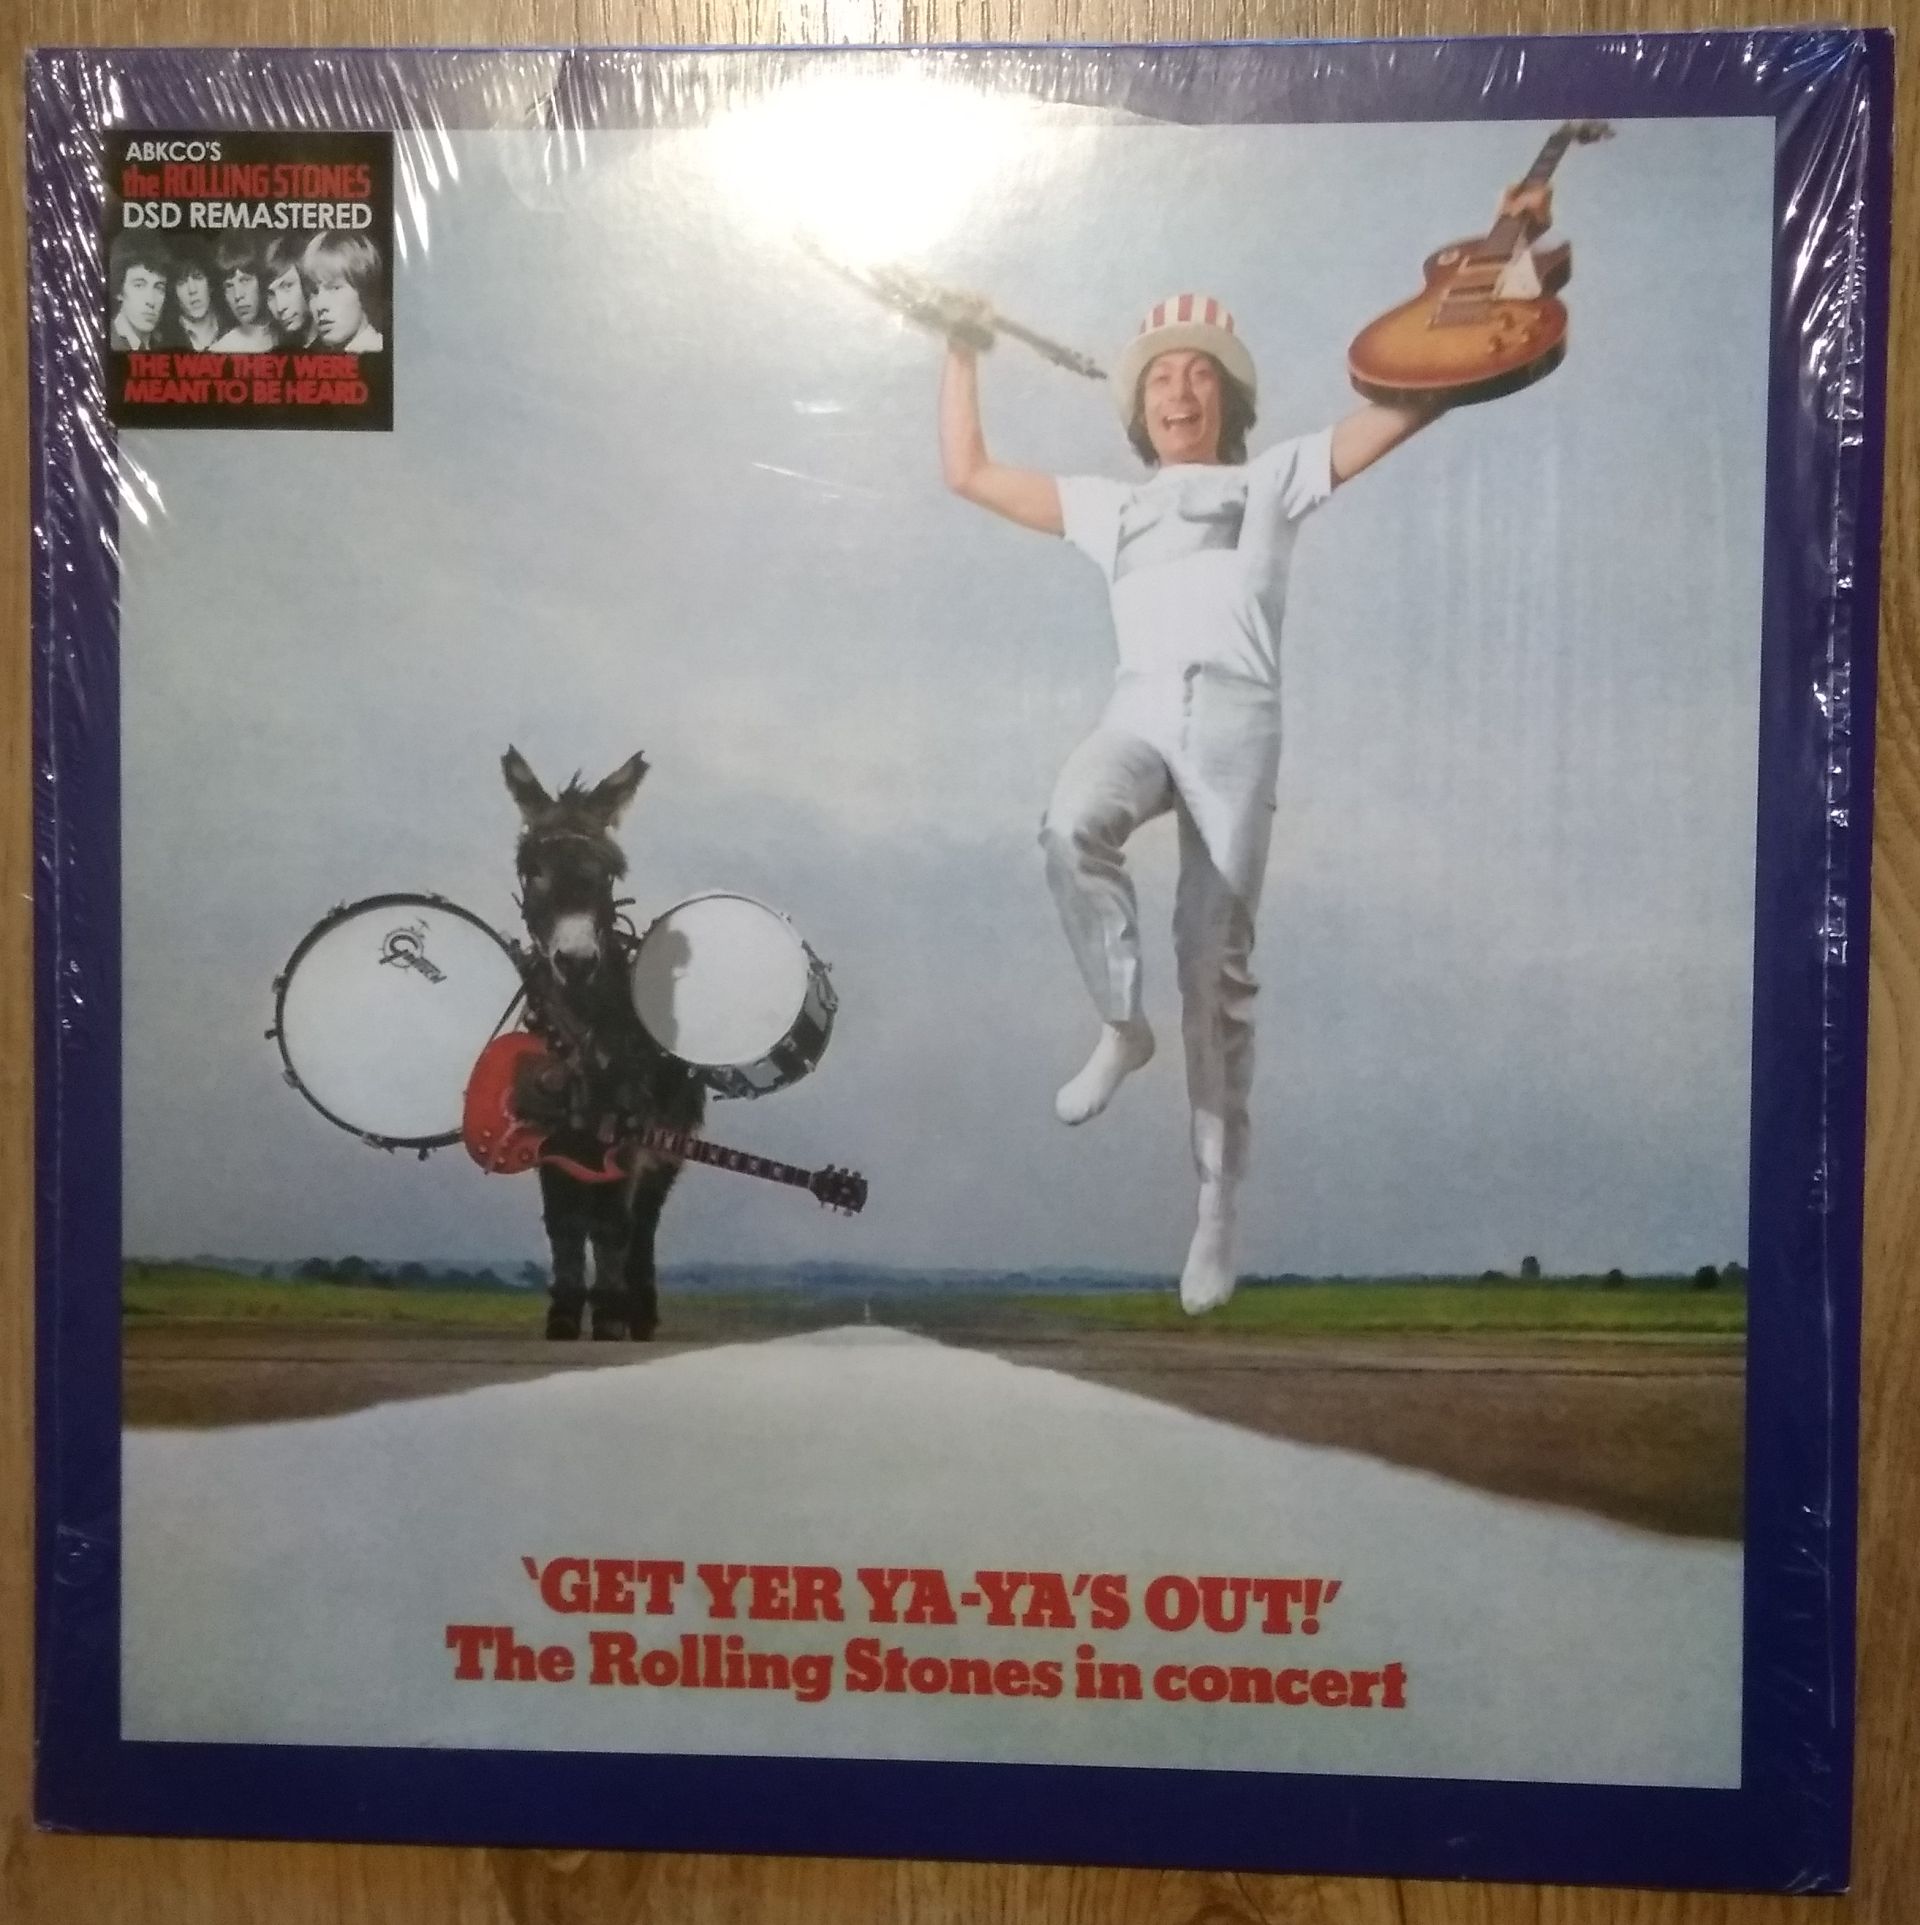 ABKCO'S
the ROLLING STONES
DSD REMASTERED
THE WAY THEY WERE
MEANT TO BE HEARD
Gretsch
‘GET YER YA-YA’S OUT!’
The Rolling Stones in concert